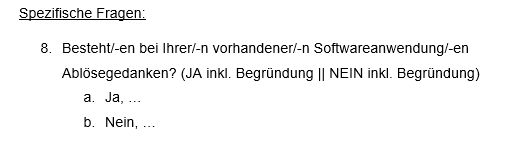 Spezifische Fragen:
8. Besteht/-en bei Ihrer/-n vorhandener/-n Softwareanwendung/-en
Ablösegedanken? (JA inkl. Begründung || NEIN inkl. Begründung)
a. Ja, …
b. Nein, …